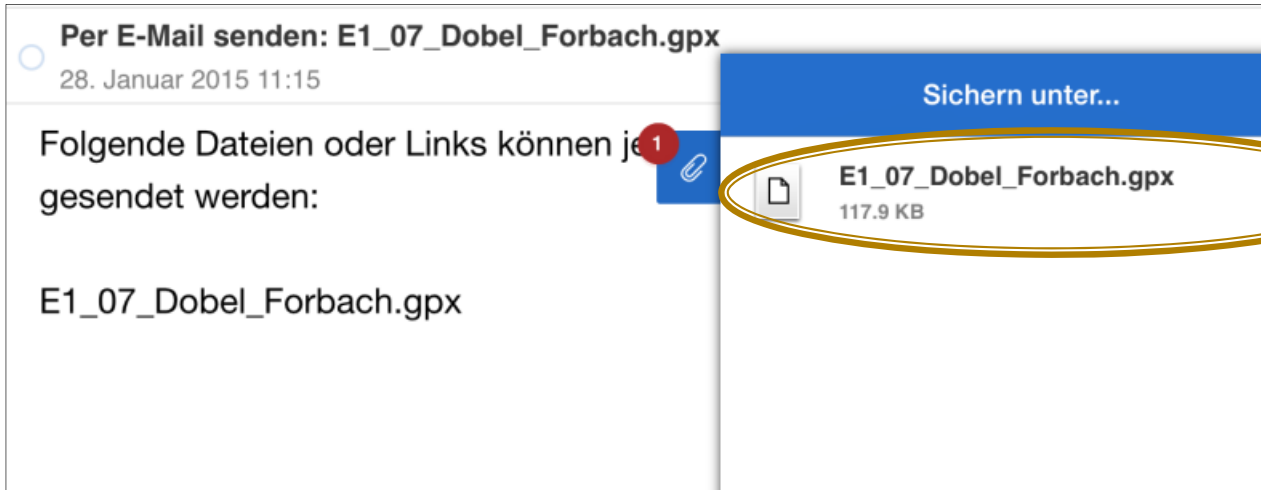 Per E-Mail senden: E1_07_Dobel_Forbach.gpx
28. Januar 2015 11:15
Folgende Dateien oder Links können
gesendet werden:
E1_07_Dobel_Forbach.gpx
1
Sichern unter...
E1_07_Dobel_Forbach.gpx
117.9 KB